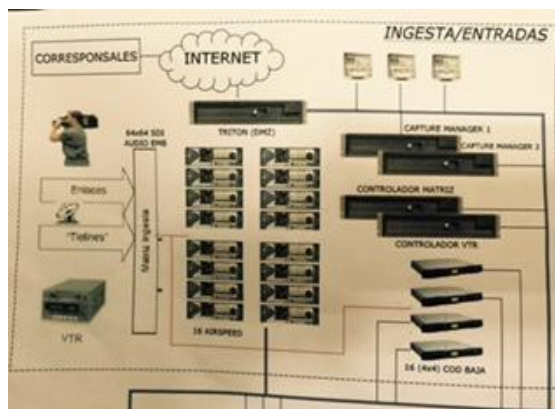 INGESTA/ENTRADAS
CORRESPONSALES
INTERNET
TRITON (DMZ)
64x64 SDI
AUDIO EMB
CAPTURE MANAGER 1
CAPTURE MANAGER 2
Enlaces
CONTROLADOR MATRIZ
"Tielines"
Matriz Ingesta
CONTROLADOR VTR
VTR
16 AIRSPEED
16 (4x4) COD BAJA